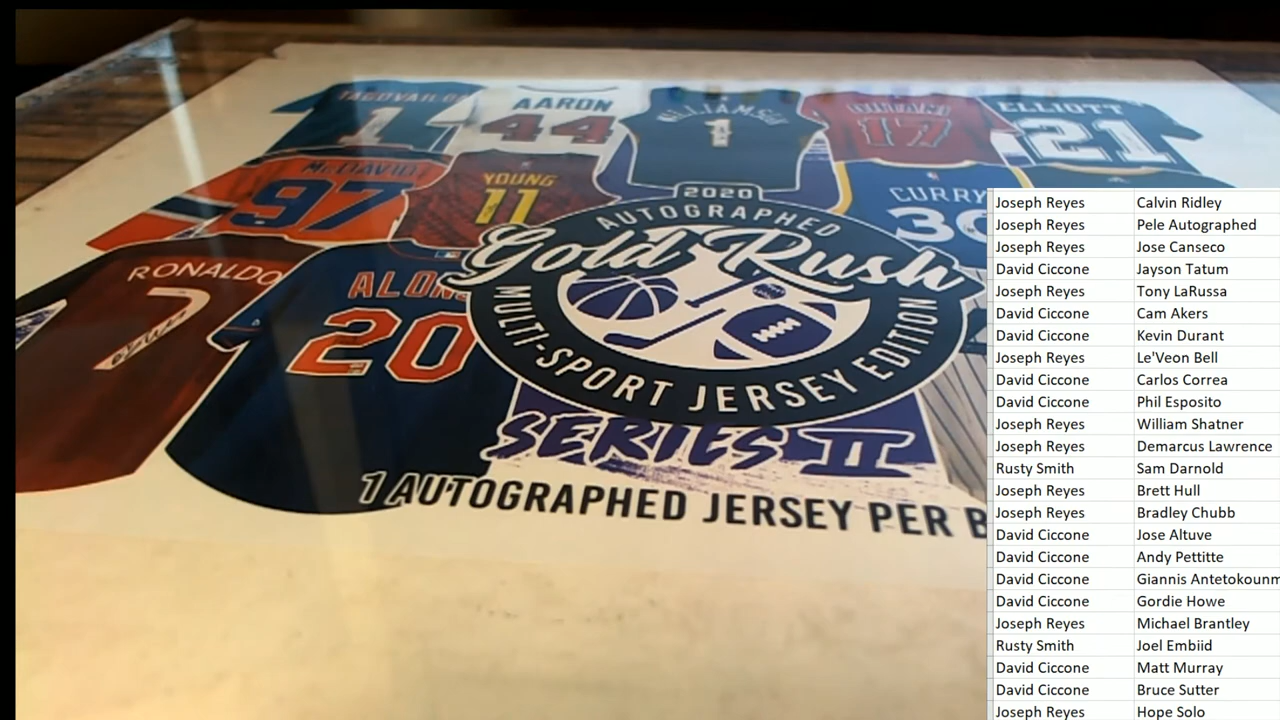 TAGOVAILOA
1
AARON
44
WILLIAMSON
1
17
ELLIOTT
21
McDAVID
97
YOUNG
11
CURRY
30
RONALDO
7
ALON
20
2020
AUTOGRAPHED
Gold Rush
MULTI-SPORT JERSEY EDITION
SERIES II
1 AUTOGRAPHED JERSEY PER B
Joseph Reyes Calvin Ridley
Joseph Reyes Pele Autographed
Joseph Reyes Jose Canseco
David Ciccone Jayson Tatum
Joseph Reyes Tony LaRussa
David Ciccone Cam Akers
David Ciccone Kevin Durant
Joseph Reyes Le'Veon Bell
David Ciccone Carlos Correa
David Ciccone Phil Esposito
Joseph Reyes William Shatner
Joseph Reyes Demarcus Lawrence
Rusty Smith Sam Darnold
Joseph Reyes Brett Hull
Joseph Reyes Bradley Chubb
David Ciccone Jose Altuve
David Ciccone Andy Pettitte
David Ciccone Giannis Antetokounm
David Ciccone Gordie Howe
Joseph Reyes Michael Brantley
Rusty Smith Joel Embiid
David Ciccone Matt Murray
David Ciccone Bruce Sutter
Joseph Reyes Hope Solo